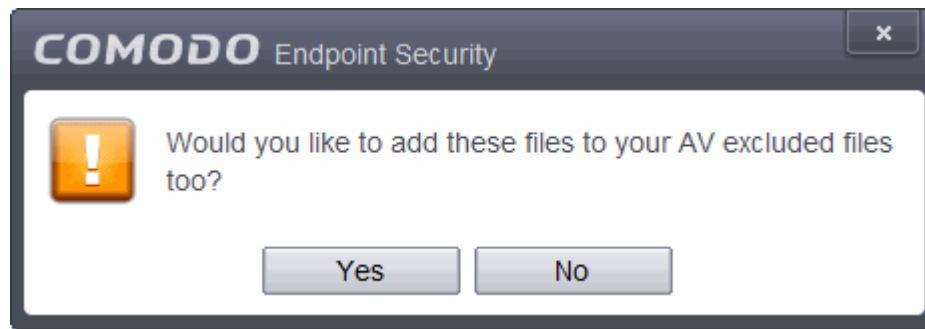 COMODO Endpoint Security
Would you like to add these files to your AV excluded files
too?
Yes No